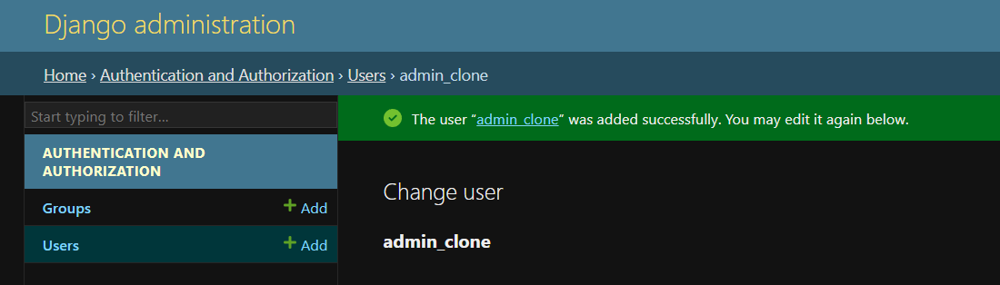 Django administration
Home › Authentication and Authorization › Users › admin_clone
Start typing to filter...
AUTHENTICATION AND
AUTHORIZATION
Groups + Add
Users + Add
The user “admin_clone” was added successfully. You may edit it again below.
Change user
admin_clone